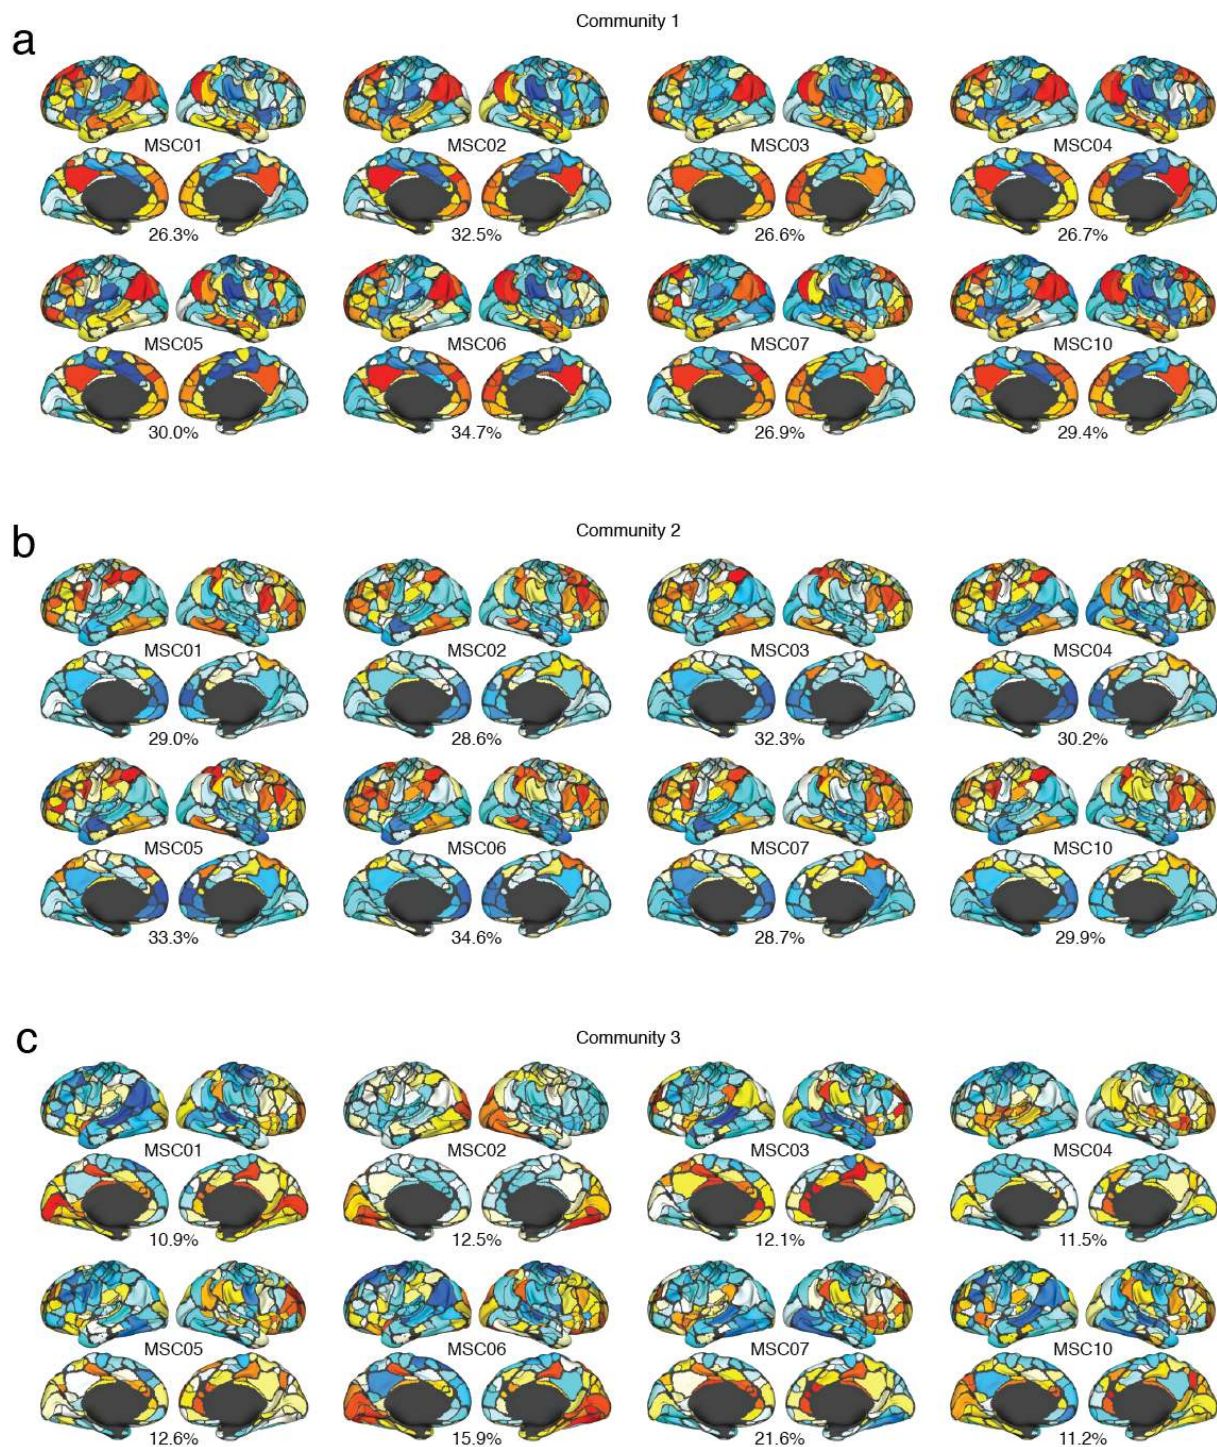 Community 1
a
MSC01 MSC02 MSC03 MSC04
26.3% 32.5% 26.6% 26.7%
MSC05 MSC06 MSC07 MSC10
30.0% 34.7% 26.9% 29.4%
Community 2
b
MSC01 MSC02 MSC03 MSC04
29.0% 28.6% 32.3% 30.2%
MSC05 MSC06 MSC07 MSC10
33.3% 34.6% 28.7% 29.9%
Community 3
c
MSC01 MSC02 MSC03 MSC04
10.9% 12.5% 12.1% 11.5%
MSC05 MSC06 MSC07 MSC10
12.6% 15.9% 21.6% 11.2%